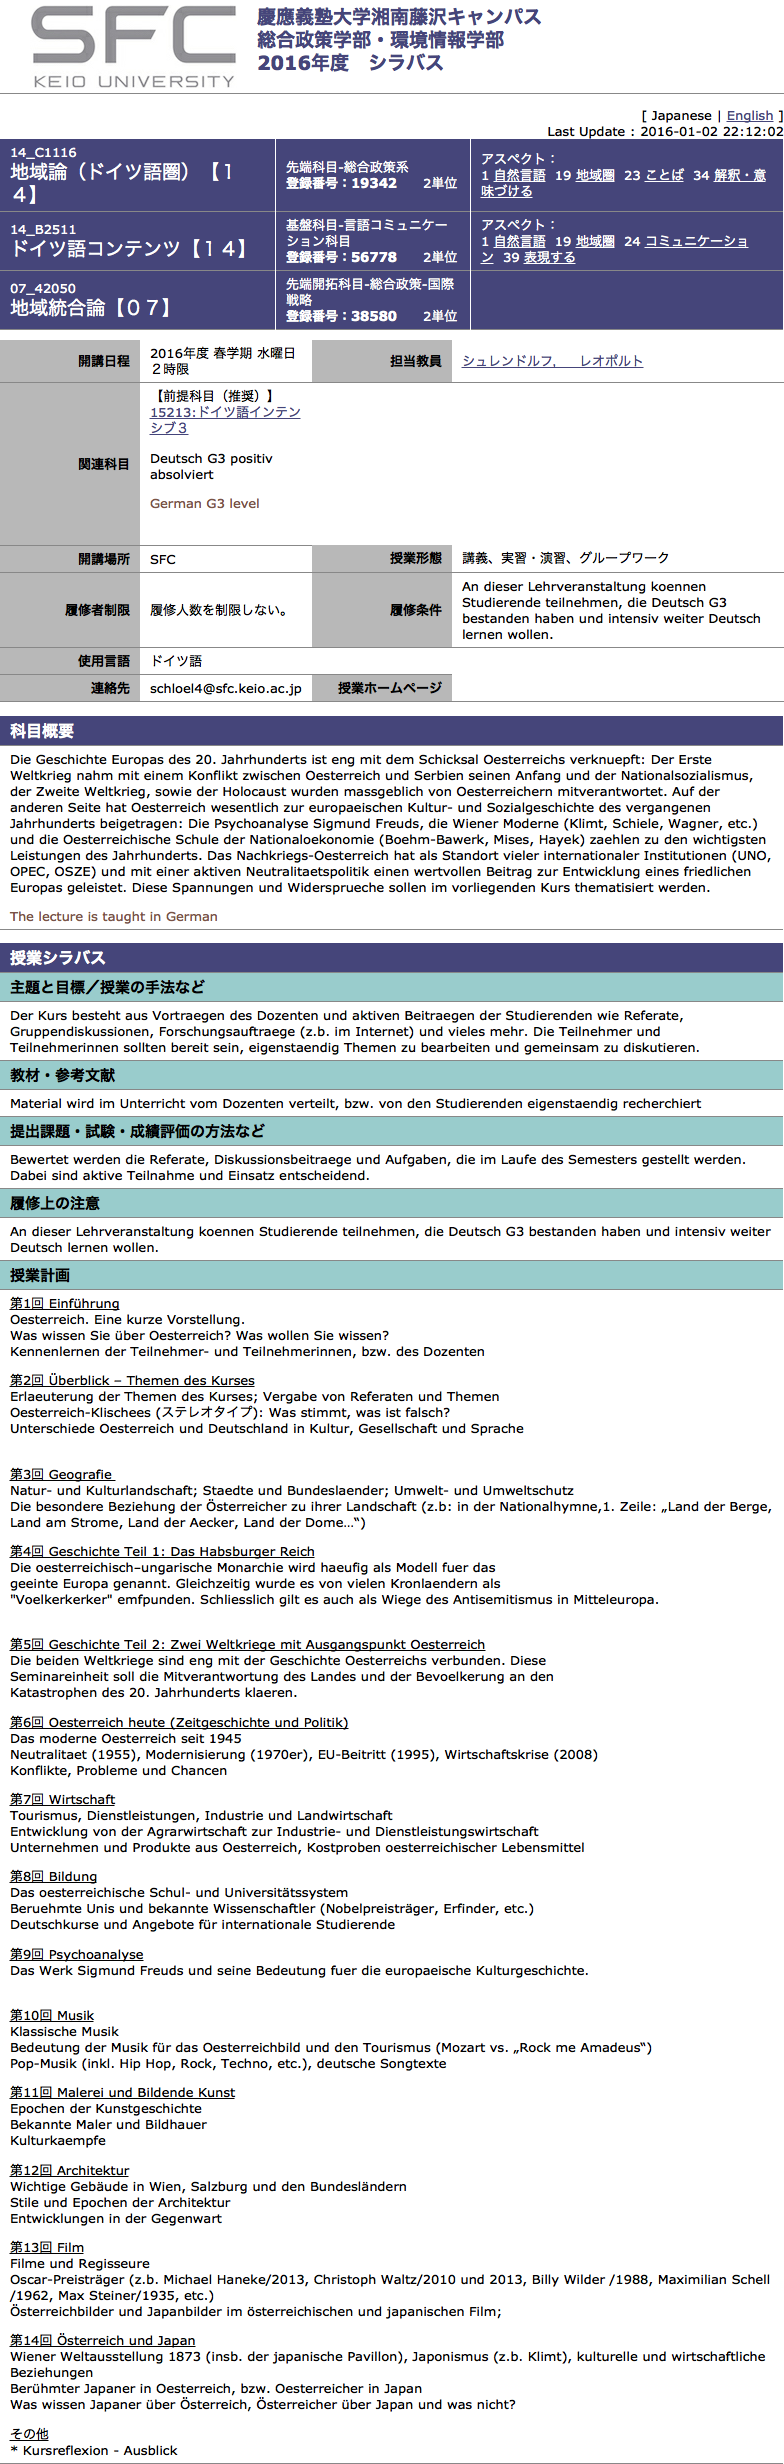 SFC
KEIO UNIVERSITY
慶應義塾大学湘南藤沢キャンパス
総合政策学部・環境情報学部
2016年度　シラバス
[ Japanese | English ]
Last Update : 2016-01-02 22:12:02
14_C1116
地域論（ドイツ語圏）【１
４】
先端科目-総合政策系
登録番号：19342　　2単位
アスペクト：
1 自然言語 19 地域圏 23 ことば 34 解釈・意
味づける
14_B2511
ドイツ語コンテンツ【１４】
基盤科目-言語コミュニケー
ション科目
登録番号：56778　　2単位
アスペクト：
1 自然言語 19 地域圏 24 コミュニケーショ
ン 39 表現する
07_42050
地域統合論【０７】
先端開拓科目-総合政策-国際
戦略
登録番号：38580　　2単位
開講日程
2016年度 春学期 水曜日
２時限
担当教員
シュレンドルフ，　レオポルト
関連科目
【前提科目（推奨）】
15213:ドイツ語インテン
シブ３
Deutsch G3 positiv
absolviert
German G3 level
開講場所
SFC
授業形態
講義、実習・演習、グループワーク
履修者制限
履修人数を制限しない。
履修条件
An dieser Lehrveranstaltung koennen
Studierende teilnehmen, die Deutsch G3
bestanden haben und intensiv weiter Deutsch
lernen wollen.
使用言語
ドイツ語
連絡先
schloel4@sfc.keio.ac.jp
授業ホームページ
科目概要
Die Geschichte Europas des 20. Jahrhunderts ist eng mit dem Schicksal Oesterreichs verknuepft: Der Erste
Weltkrieg nahm mit einem Konflikt zwischen Oesterreich und Serbien seinen Anfang und der Nationalsozialismus,
der Zweite Weltkrieg, sowie der Holocaust wurden massgeblich von Oesterreichern mitverantwortet. Auf der
anderen Seite hat Oesterreich wesentlich zur europaeischen Kultur- und Sozialgeschichte des vergangenen
Jahrhunderts beigetragen: Die Psychoanalyse Sigmund Freuds, die Wiener Moderne (Klimt, Schiele, Wagner, etc.)
und die Oesterreichische Schule der Nationaloekonomie (Boehm-Bawerk, Mises, Hayek) zaehlen zu den wichtigsten
Leistungen des Jahrhunderts. Das Nachkriegs-Oesterreich hat als Standort vieler internationaler Institutionen (UNO,
OPEC, OSZE) und mit einer aktiven Neutralitaetspolitik einen wertvollen Beitrag zur Entwicklung eines friedlichen
Europas geleistet. Diese Spannungen und Widersprueche sollen im vorliegenden Kurs thematisiert werden.
The lecture is taught in German
授業シラバス
主題と目標／授業の手法など
Der Kurs besteht aus Vortraegen des Dozenten und aktiven Beitraegen der Studierenden wie Referate,
Gruppendiskussionen, Forschungsauftraege (z.b. im Internet) und vieles mehr. Die Teilnehmer und
Teilnehmerinnen sollten bereit sein, eigenstaendig Themen zu bearbeiten und gemeinsam zu diskutieren.
教材・参考文献
Material wird im Unterricht vom Dozenten verteilt, bzw. von den Studierenden eigenstaendig recherchiert
提出課題・試験・成績評価の方法など
Bewertet werden die Referate, Diskussionsbeitraege und Aufgaben, die im Laufe des Semesters gestellt werden.
Dabei sind aktive Teilnahme und Einsatz entscheidend.
履修上の注意
An dieser Lehrveranstaltung koennen Studierende teilnehmen, die Deutsch G3 bestanden haben und intensiv weiter
Deutsch lernen wollen.
授業計画
第1回 Einführung
Oesterreich. Eine kurze Vorstellung.
Was wissen Sie über Oesterreich? Was wollen Sie wissen?
Kennenlernen der Teilnehmer- und Teilnehmerinnen, bzw. des Dozenten
第2回 Überblick – Themen des Kurses
Erlaeuterung der Themen des Kurses; Vergabe von Referaten und Themen
Oesterreich-Klischees (ステレオタイプ): Was stimmt, was ist falsch?
Unterschiede Oesterreich und Deutschland in Kultur, Gesellschaft und Sprache
第3回 Geografie
Natur- und Kulturlandschaft; Staedte und Bundeslaender; Umwelt- und Umweltschutz
Die besondere Beziehung der Österreicher zu ihrer Landschaft (z.b: in der Nationalhymne,1. Zeile: „Land der Berge,
Land am Strome, Land der Aecker, Land der Dome…“)
第4回 Geschichte Teil 1: Das Habsburger Reich
Die oesterreichisch–ungarische Monarchie wird haeufig als Modell fuer das
geeinte Europa genannt. Gleichzeitig wurde es von vielen Kronlaendern als
"Voelkerkerker" emfpunden. Schliesslich gilt es auch als Wiege des Antisemitismus in Mitteleuropa.
第5回 Geschichte Teil 2: Zwei Weltkriege mit Ausgangspunkt Oesterreich
Die beiden Weltkriege sind eng mit der Geschichte Oesterreichs verbunden. Diese
Seminareinheit soll die Mitverantwortung des Landes und der Bevoelkerung an den
Katastrophen des 20. Jahrhunderts klaeren.
第6回 Oesterreich heute (Zeitgeschichte und Politik)
Das moderne Oesterreich seit 1945
Neutralitaet (1955), Modernisierung (1970er), EU-Beitritt (1995), Wirtschaftskrise (2008)
Konflikte, Probleme und Chancen
第7回 Wirtschaft
Tourismus, Dienstleistungen, Industrie und Landwirtschaft
Entwicklung von der Agrarwirtschaft zur Industrie- und Dienstleistungswirtschaft
Unternehmen und Produkte aus Oesterreich, Kostproben oesterreichischer Lebensmittel
第8回 Bildung
Das oesterreichische Schul- und Universitätssystem
Beruehmte Unis und bekannte Wissenschaftler (Nobelpreisträger, Erfinder, etc.)
Deutschkurse und Angebote für internationale Studierende
第9回 Psychoanalyse
Das Werk Sigmund Freuds und seine Bedeutung fuer die europaeische Kulturgeschichte.
第10回 Musik
Klassische Musik
Bedeutung der Musik für das Oesterreichbild und den Tourismus (Mozart vs. „Rock me Amadeus“)
Pop-Musik (inkl. Hip Hop, Rock, Techno, etc.), deutsche Songtexte
第11回 Malerei und Bildende Kunst
Epochen der Kunstgeschichte
Bekannte Maler und Bildhauer
Kulturkaempfe
第12回 Architektur
Wichtige Gebäude in Wien, Salzburg und den Bundesländern
Stile und Epochen der Architektur
Entwicklungen in der Gegenwart
第13回 Film
Filme und Regisseure
Oscar-Preisträger (z.b. Michael Haneke/2013, Christoph Waltz/2010 und 2013, Billy Wilder /1988, Maximilian Schell
/1962, Max Steiner/1935, etc.)
Österreichbilder und Japanbilder im österreichischen und japanischen Film;
第14回 Österreich und Japan
Wiener Weltausstellung 1873 (insb. der japanische Pavillon), Japonismus (z.b. Klimt), kulturelle und wirtschaftliche
Beziehungen
Berühmter Japaner in Oesterreich, bzw. Oesterreicher in Japan
Was wissen Japaner über Österreich, Österreicher über Japan und was nicht?
その他
* Kursreflexion - Ausblick